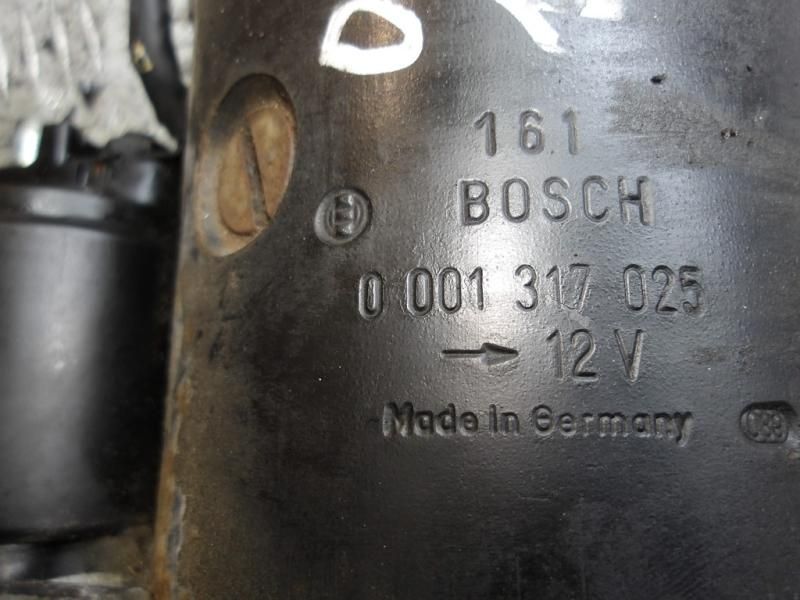 161
BOSCH
0 001 317 025
→ 12 V
Made in Germany